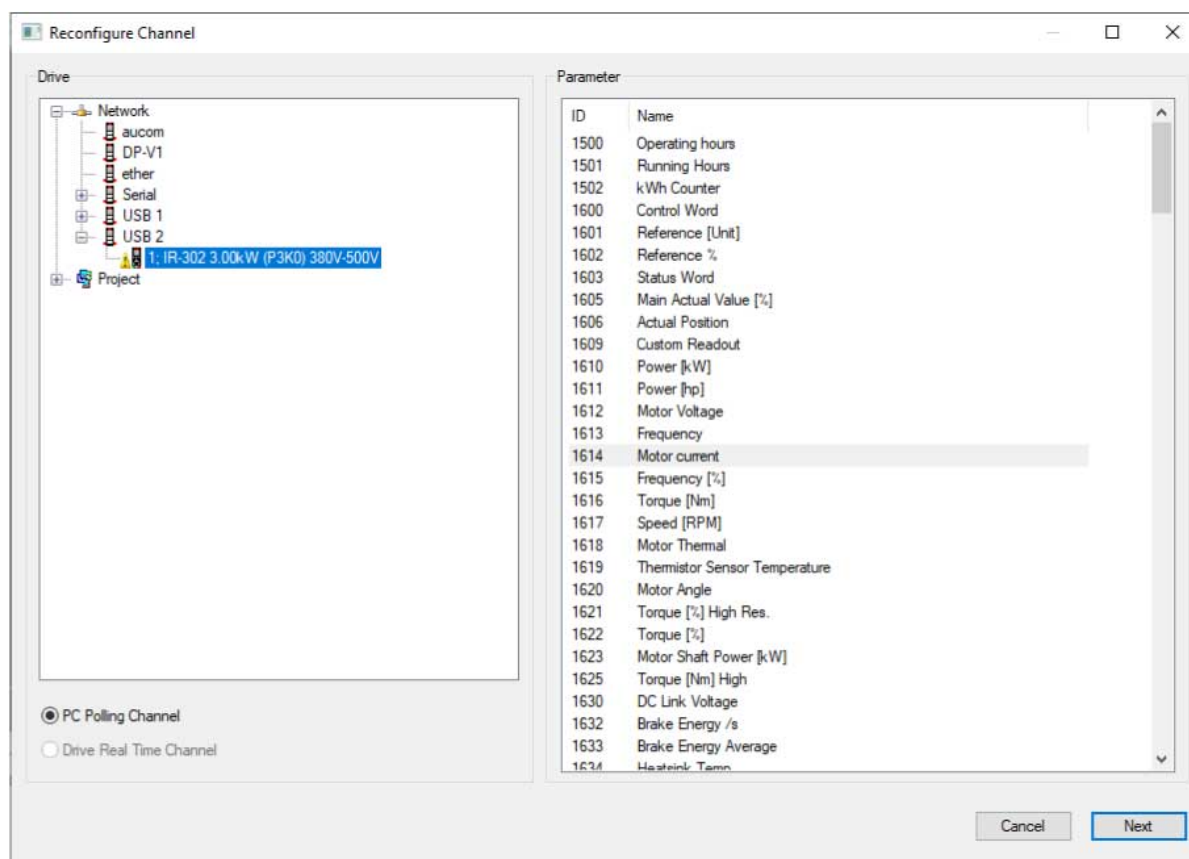 Reconfigure Channel
Drive
Network
aucom
DP-V1
ether
Serial
USB 1
USB 2
1; IR-302 3.00kW (P3K0) 380V-500V
Project
PC Polling Channel
Drive Real Time Channel
Parameter
ID Name
1500 Operating hours
1501 Running Hours
1502 kWh Counter
1600 Control Word
1601 Reference [Unit]
1602 Reference %
1603 Status Word
1605 Main Actual Value [%]
1606 Actual Position
1609 Custom Readout
1610 Power [kW]
1611 Power [hp]
1612 Motor Voltage
1613 Frequency
1614 Motor current
1615 Frequency [%]
1616 Torque [Nm]
1617 Speed [RPM]
1618 Motor Thermal
1619 Thermistor Sensor Temperature
1620 Motor Angle
1621 Torque [%] High Res.
1622 Torque [%]
1623 Motor Shaft Power [kW]
1625 Torque [Nm] High
1630 DC Link Voltage
1632 Brake Energy /s
1633 Brake Energy Average
1634 Heatsink Temp
Cancel Next